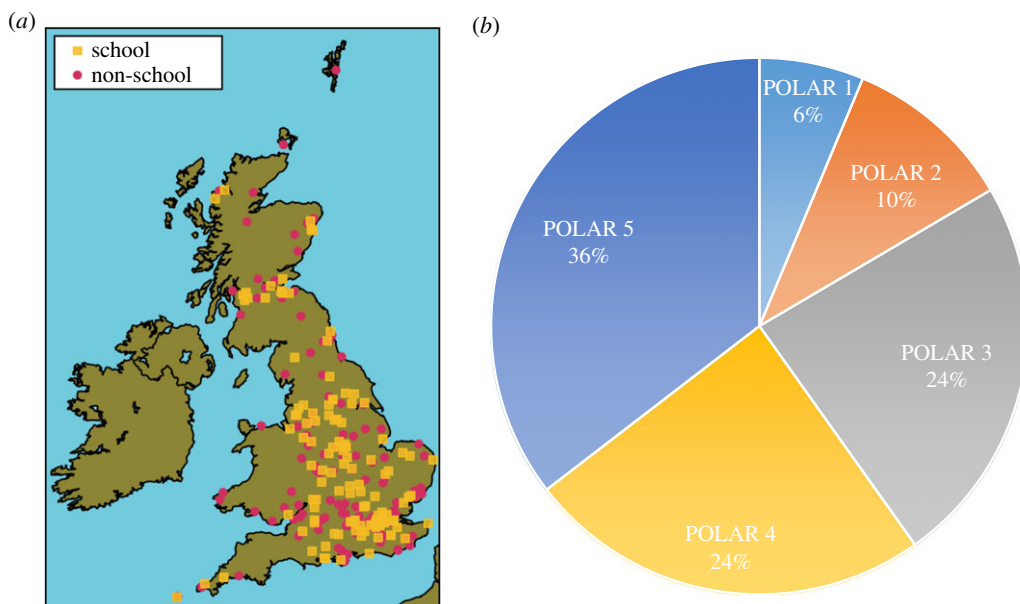 (a)
school
non-school
(b)
POLAR 1
6%
POLAR 2
10%
POLAR 3
24%
POLAR 4
24%
POLAR 5
36%